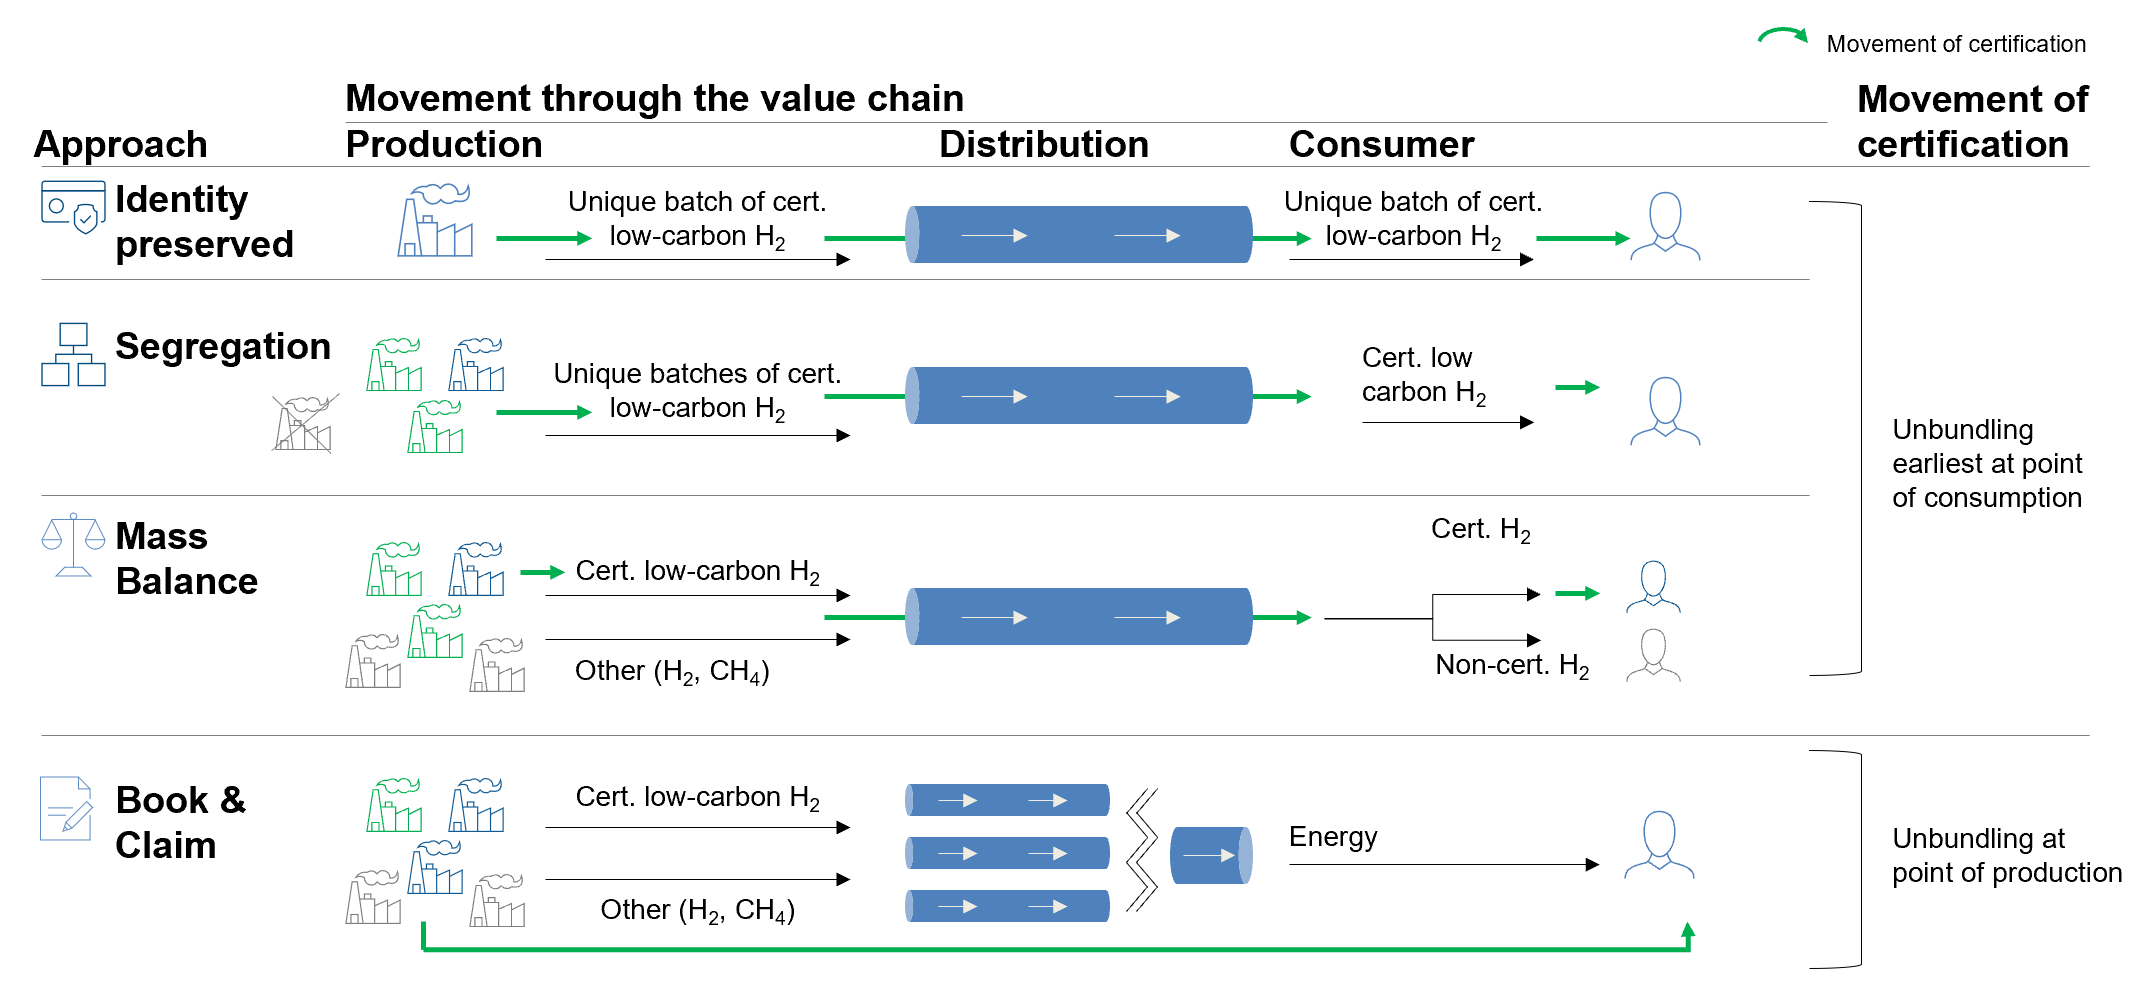 Movement of certification
Movement through the value chain
Movement of
certification
Approach
Production
Distribution
Consumer
Identity
preserved
Unique batch of cert.
low-carbon H₂
Unique batch of cert.
low-carbon H₂
Segregation
Unique batches of cert.
low-carbon H₂
Cert. low
carbon H₂
Unbundling
earliest at point
of consumption
Mass
Balance
Cert. low-carbon H₂
Other (H₂, CH₄)
Cert. H₂
Non-cert. H₂
Book &
Claim
Cert. low-carbon H₂
Other (H₂, CH₄)
Energy
Unbundling at
point of production